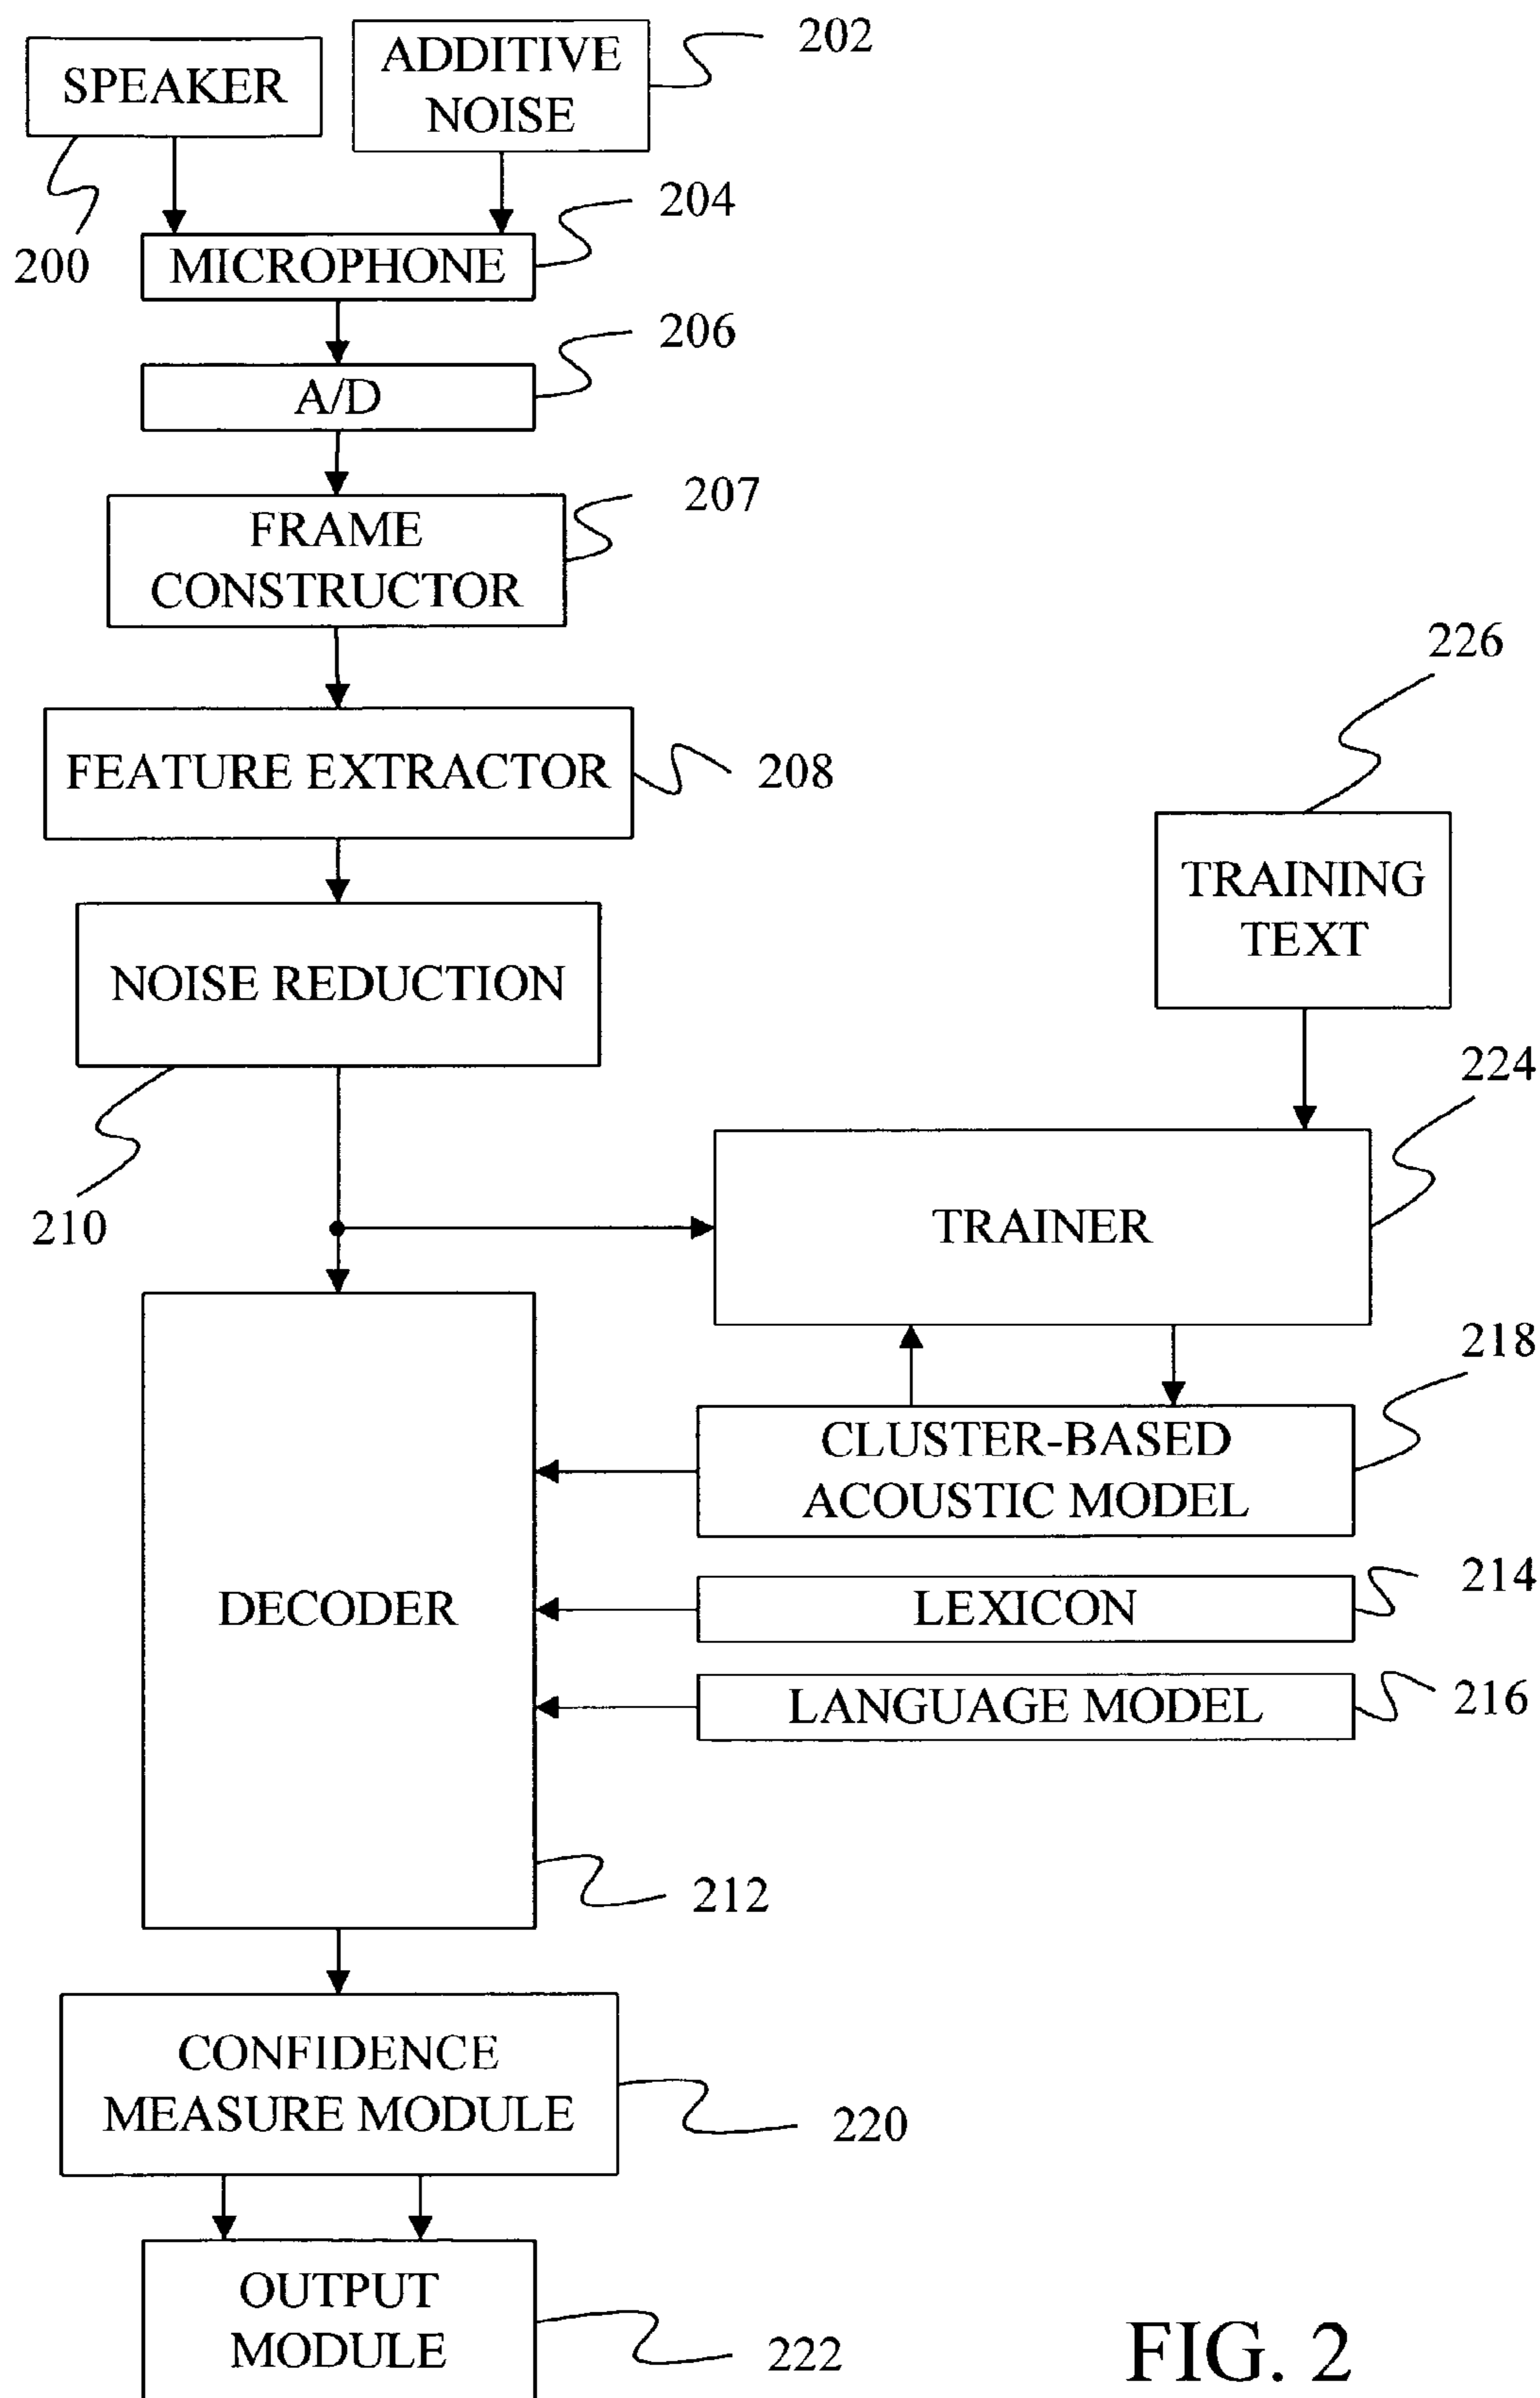 SPEAKER
ADDITIVE
NOISE
202
200
MICROPHONE
204
A/D
206
FRAME
CONSTRUCTOR
207
FEATURE EXTRACTOR
208
226
TRAINING
TEXT
NOISE REDUCTION
210
224
TRAINER
218
CLUSTER-BASED
ACOUSTIC MODEL
DECODER
LEXICON
214
LANGUAGE MODEL
216
212
CONFIDENCE
MEASURE MODULE
220
OUTPUT
MODULE
222
FIG. 2